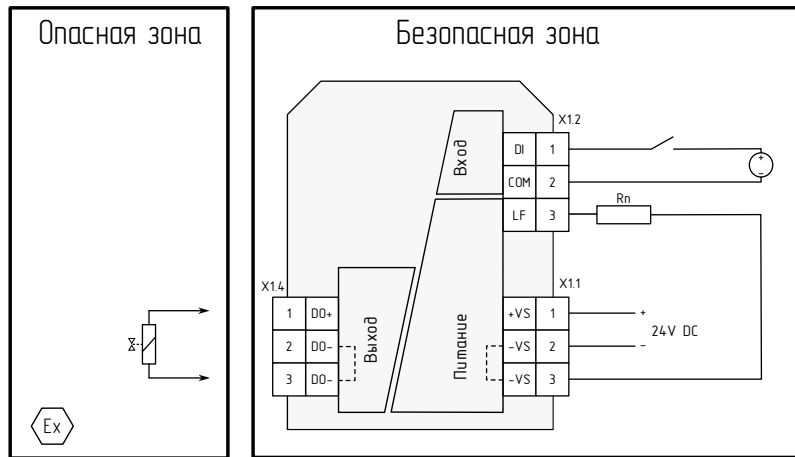 Опасная зона
Безопасная зона
X1.2
Вход
DI 1
COM 2
LF 3
Rn
+
−
X1.4
1 DO+
2 DO-
3 DO-
Выход
Питание
X1.1
+VS 1
-VS 2
-VS 3
+
24V DC
−
Ex